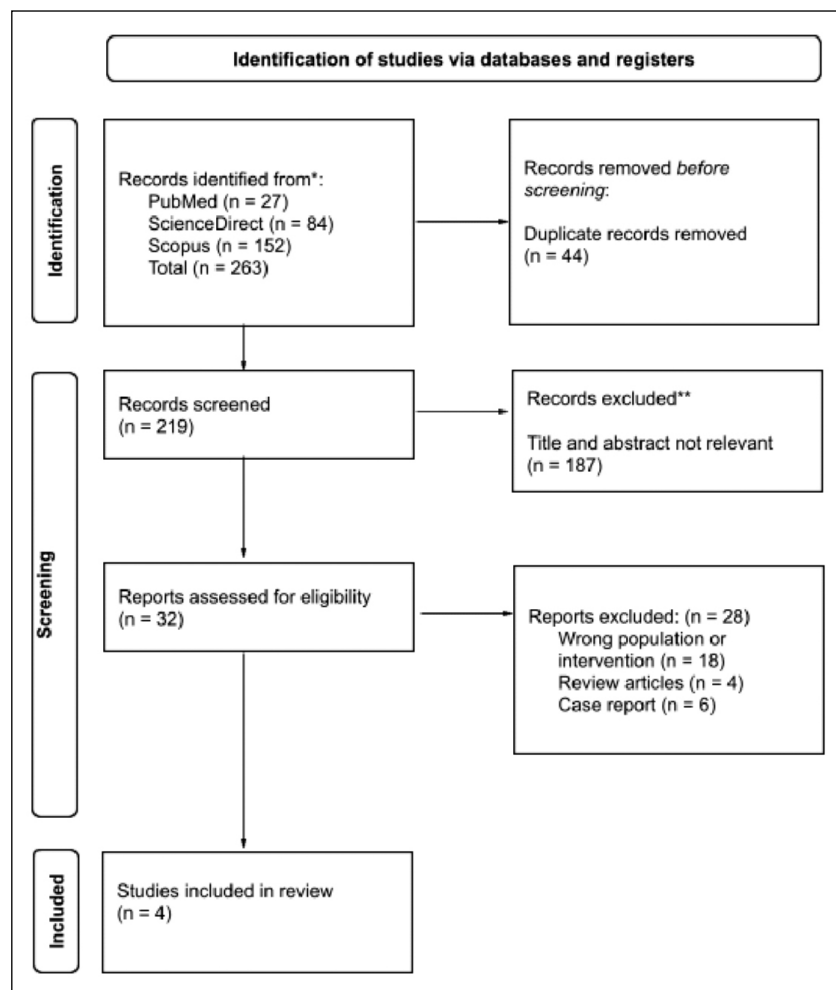 Identification of studies via databases and registers
Identification
Records identified from*:
PubMed (n = 27)
ScienceDirect (n = 84)
Scopus (n = 152)
Total (n = 263)
Records removed before
screening:
Duplicate records removed
(n = 44)
Screening
Records screened
(n = 219)
Records excluded**
Title and abstract not relevant
(n = 187)
Reports assessed for eligibility
(n = 32)
Reports excluded: (n = 28)
Wrong population or
intervention (n = 18)
Review articles (n = 4)
Case report (n = 6)
Included
Studies included in review
(n = 4)